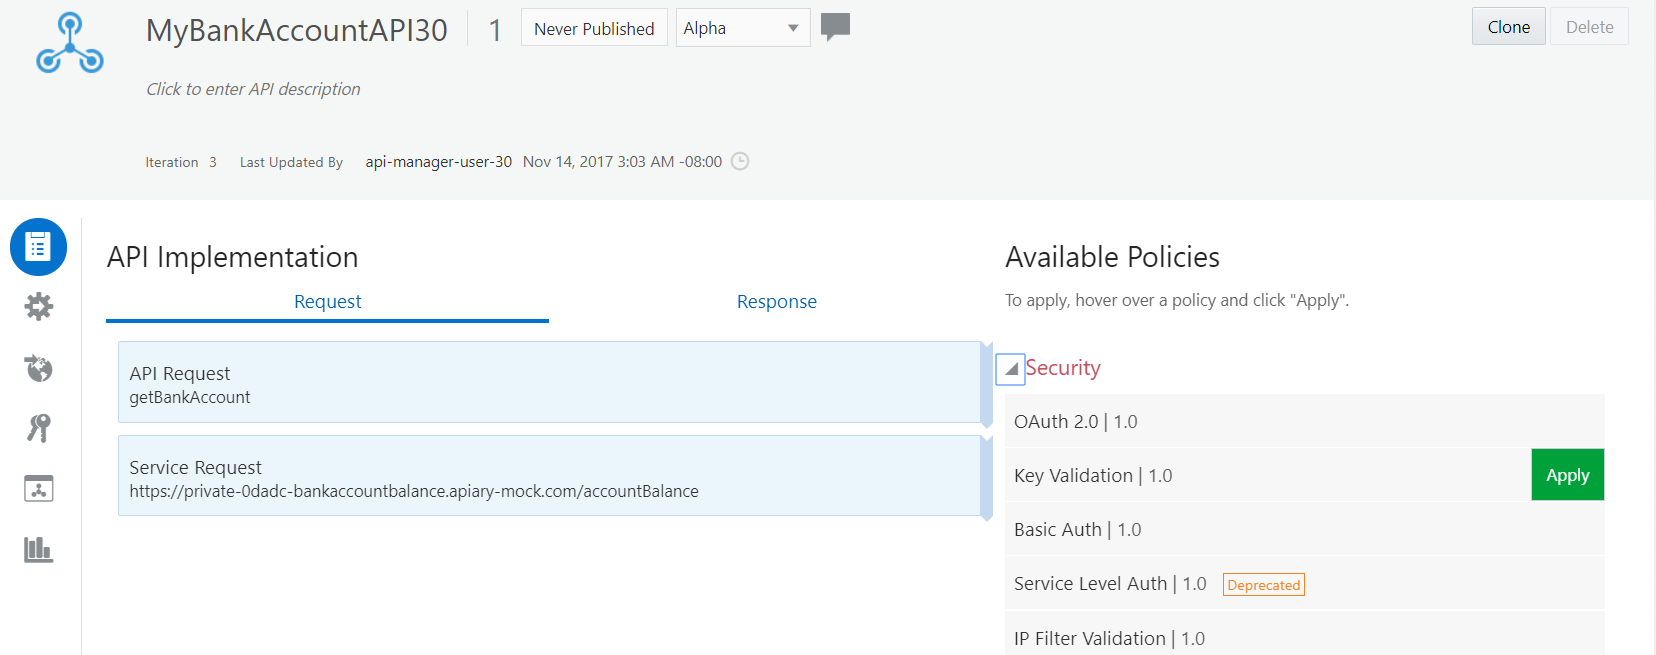 MyBankAccountAPI30 1 Never Published Alpha Clone Delete
Click to enter API description
Iteration 3 Last Updated By api-manager-user-30 Nov 14, 2017 3:03 AM -08:00
API Implementation
Request Response
API Request
getBankAccount
Service Request
https://private-0dadc-bankaccountbalance.apiary-mock.com/accountBalance
Available Policies
To apply, hover over a policy and click "Apply".
Security
OAuth 2.0 | 1.0
Key Validation | 1.0 Apply
Basic Auth | 1.0
Service Level Auth | 1.0 Deprecated
IP Filter Validation | 1.0